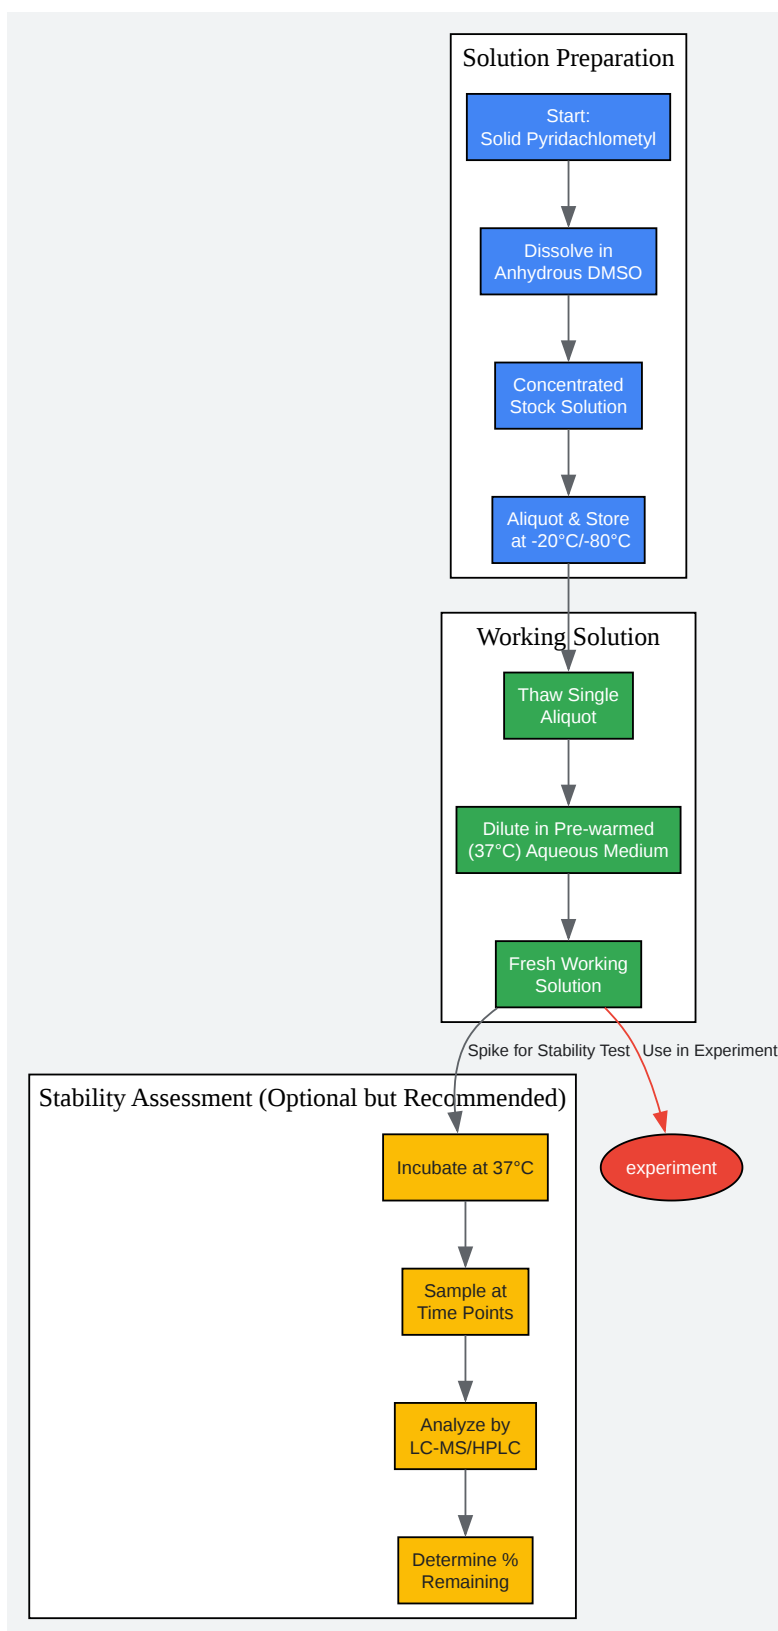 Solution Preparation
Start:
Solid Pyridachlometyl
Dissolve in
Anhydrous DMSO
Concentrated
Stock Solution
Aliquot & Store
at -20°C/-80°C
Working Solution
Thaw Single
Aliquot
Dilute in Pre-warmed
(37°C) Aqueous Medium
Fresh Working
Solution
Spike for Stability Test
Use in Experiment
Stability Assessment (Optional but Recommended)
Incubate at 37°C
experiment
Sample at
Time Points
Analyze by
LC-MS/HPLC
Determine %
Remaining